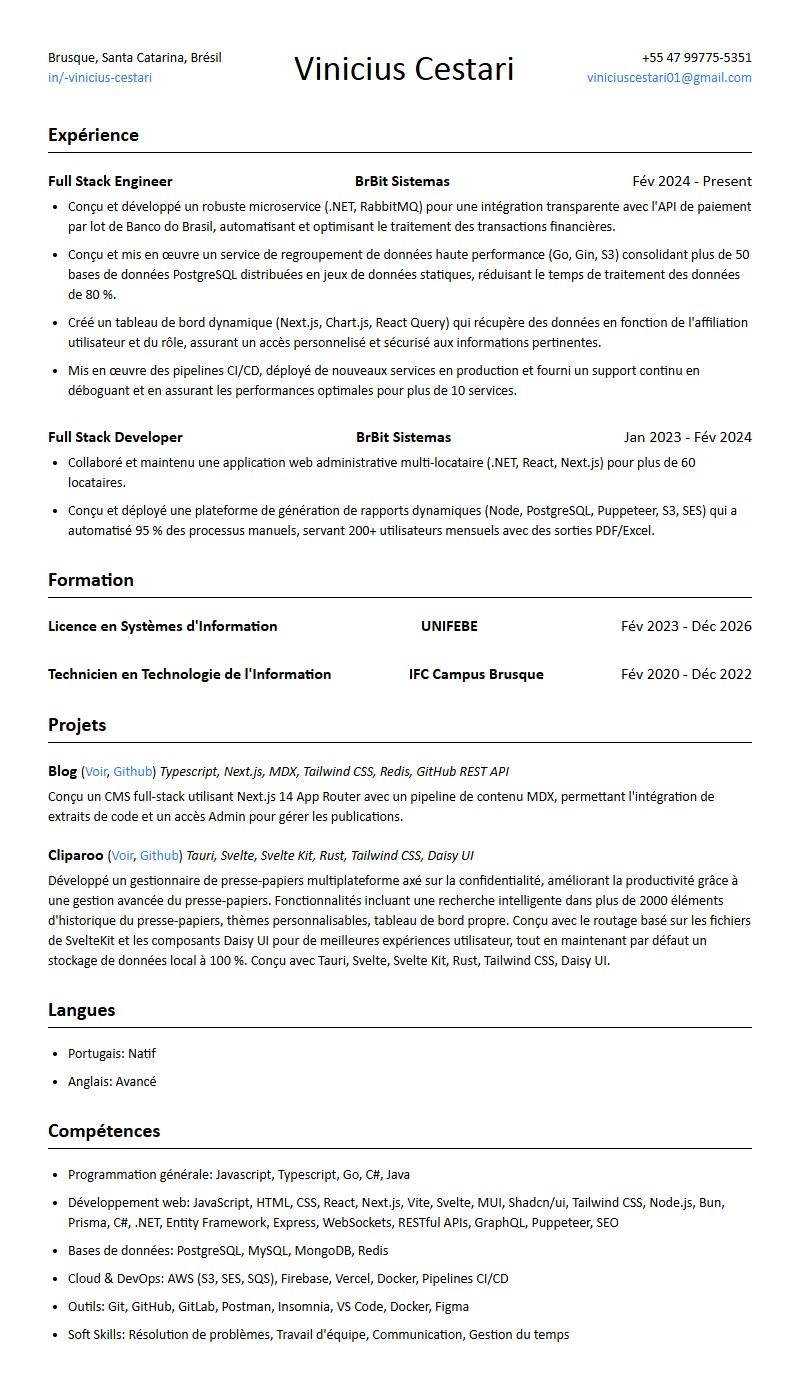 Brusque, Santa Catarina, Brésil
in/-vinicius-cestari
Vinicius Cestari
+55 47 99775-5351
viniciuscestari01@gmail.com
Expérience
Full Stack Engineer BrBit Sistemas Fév 2024 - Present
• Conçu et développé un robuste microservice (.NET, RabbitMQ) pour une intégration transparente avec l'API de paiement
par lot de Banco do Brasil, automatisant et optimisant le traitement des transactions financières.
• Conçu et mis en œuvre un service de regroupement de données haute performance (Go, Gin, S3) consolidant plus de 50
bases de données PostgreSQL distribuées en jeux de données statiques, réduisant le temps de traitement des données
de 80 %.
• Créé un tableau de bord dynamique (Next.js, Chart.js, React Query) qui récupère des données en fonction de l'affiliation
utilisateur et du rôle, assurant un accès personnelisé et sécurisé aux informations pertinentes.
• Mis en œuvre des pipelines CI/CD, déployé de nouveaux services en production et fourni un support continu en
déboguant et en assurant les performances optimales pour plus de 10 services.
Full Stack Developer BrBit Sistemas Jan 2023 - Fév 2024
• Collaboré et maintenu une application web administrative multi-locataire (.NET, React, Next.js) pour plus de 60
locataires.
• Conçu et déployé une plateforme de génération de rapports dynamiques (Node, PostgreSQL, Puppeteer, S3, SES) qui a
automatisé 95 % des processus manuels, servant 200+ utilisateurs mensuels avec des sorties PDF/Excel.
Formation
Licence en Systèmes d'Information UNIFEBE Fév 2023 - Déc 2026
Technicien en Technologie de l'Information IFC Campus Brusque Fév 2020 - Déc 2022
Projets
Blog (Voir, Github) Typescript, Next.js, MDX, Tailwind CSS, Redis, GitHub REST API
Conçu un CMS full-stack utilisant Next.js 14 App Router avec un pipeline de contenu MDX, permettant l'intégration de
extraits de code et un accès Admin pour gérer les publications.
Cliparoo (Voir, Github) Tauri, Svelte, Svelte Kit, Rust, Tailwind CSS, Daisy UI
Développé un gestionnaire de presse-papiers multiplateforme axé sur la confidentialité, améliorant la productivité grâce à
une gestion avancée du presse-papiers. Fonctionnalités incluant une recherche intelligente dans plus de 2000 éléments
d'historique du presse-papiers, thèmes personnalisables, tableau de bord propre. Conçu avec le routage basé sur les fichiers
de SvelteKit et les composants Daisy UI pour de meilleures expériences utilisateur, tout en maintenant par défaut un
stockage de données local à 100 %. Conçu avec Tauri, Svelte, Svelte Kit, Rust, Tailwind CSS, Daisy UI.
Langues
• Portugais: Natif
• Anglais: Avancé
Compétences
• Programmation générale: Javascript, Typescript, Go, C#, Java
• Développement web: JavaScript, HTML, CSS, React, Next.js, Vite, Svelte, MUI, Shadcn/ui, Tailwind CSS, Node.js, Bun,
Prisma, C#, .NET, Entity Framework, Express, WebSockets, RESTful APIs, GraphQL, Puppeteer, SEO
• Bases de données: PostgreSQL, MySQL, MongoDB, Redis
• Cloud & DevOps: AWS (S3, SES, SQS), Firebase, Vercel, Docker, Pipelines CI/CD
• Outils: Git, GitHub, GitLab, Postman, Insomnia, VS Code, Docker, Figma
• Soft Skills: Résolution de problèmes, Travail d'équipe, Communication, Gestion du temps